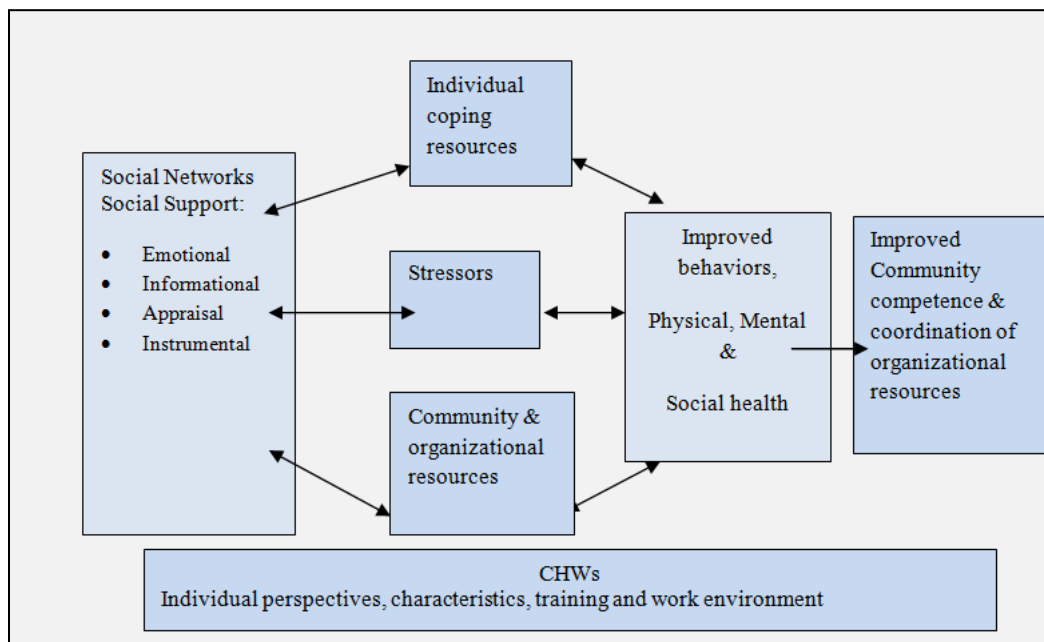 Individual
coping
resources
Social Networks
Social Support:
• Emotional
• Informational
• Appraisal
• Instrumental
Stressors
Community &
organizational
resources
Improved
behaviors,
Physical, Mental
&
Social health
Improved
Community
competence &
coordination of
organizational
resources
CHWs
Individual perspectives, characteristics, training and work environment